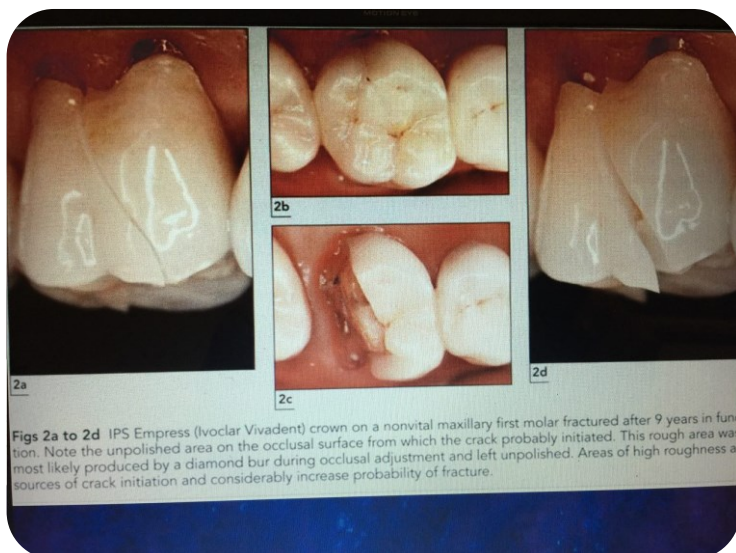 2b
2a
2c
2d
Figs 2a to 2d IPS Empress (Ivoclar Vivadent) crown on a nonvital maxillary first molar fractured after 9 years in func
tion. Note the unpolished area on the occlusal surface from which the crack probably initiated. This rough area was
most likely produced by a diamond bur during occlusal adjustment and left unpolished. Areas of high roughness a
sources of crack initiation and considerably increase probability of fracture.